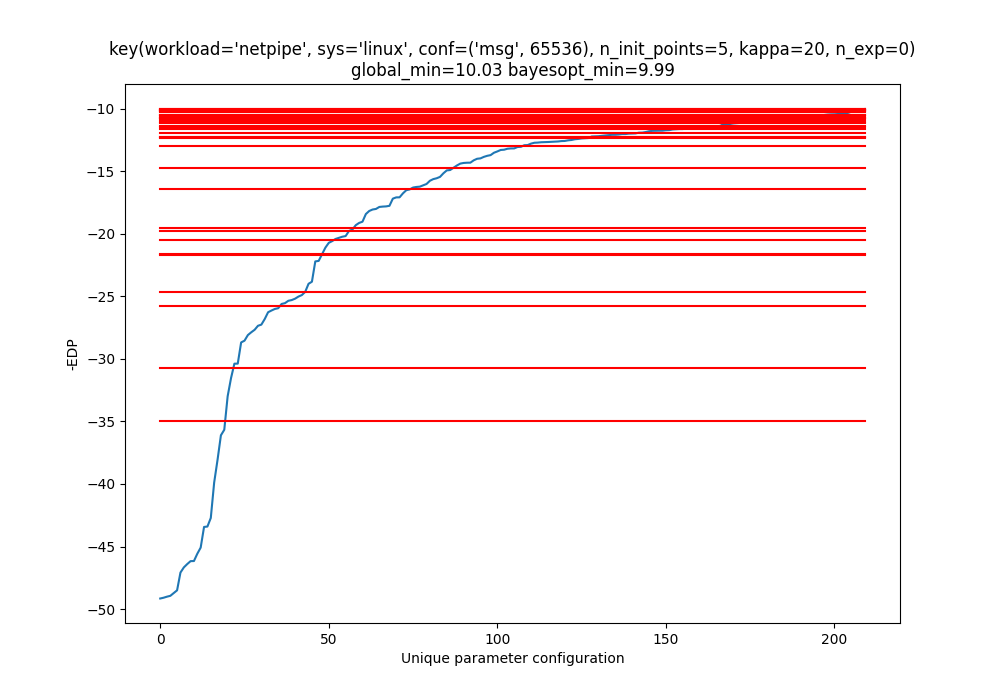 key(workload='netpipe', sys='linux', conf=('msg', 65536), n_init_points=5, kappa=20, n_exp=0)
global_min=10.03 bayesopt_min=9.99
−10
−15
−20
−25
−30
−35
−40
−45
−50
-EDP
0 50 100 150 200
Unique parameter configuration